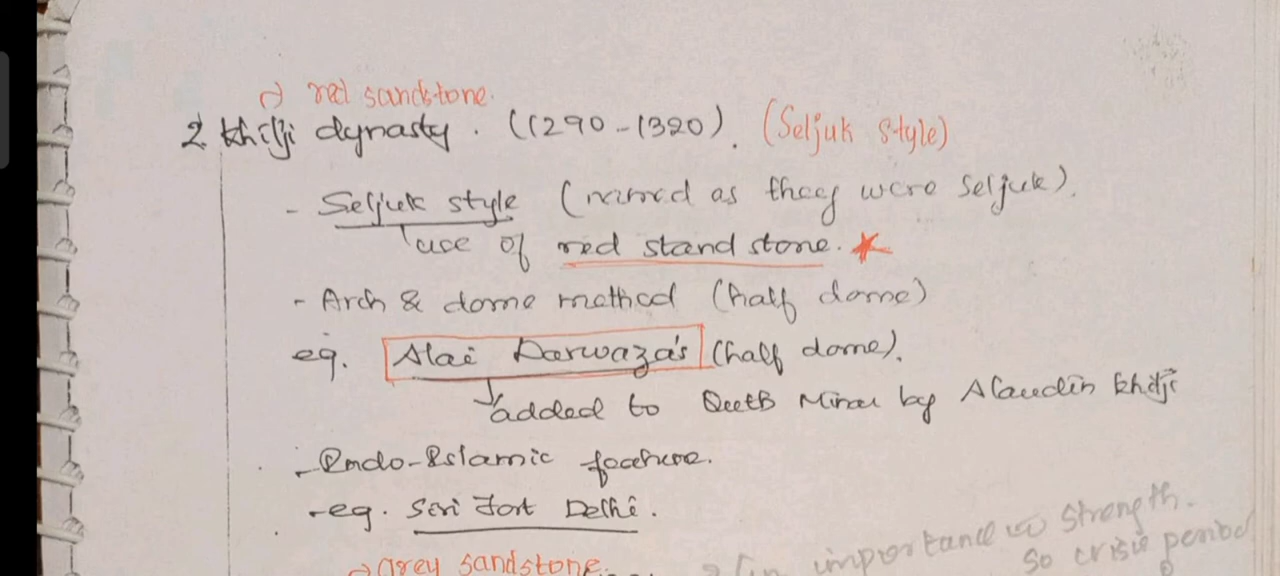 → red sandstone.
2. Khilji dynasty. (1290-1320). (Seljuk style)
- Seljuk style (named as they were Seljuk).
use of red stand stone.
- Arch & dome method (half dome)
eg. Alai Darwaza's (half dome).
added to Qutb Minar by Alaudin Khilji
- Indo-Islamic feature.
- eg. Siri Fort Delhi.
→ Grey sandstone.
importance to strength.
so crisis period